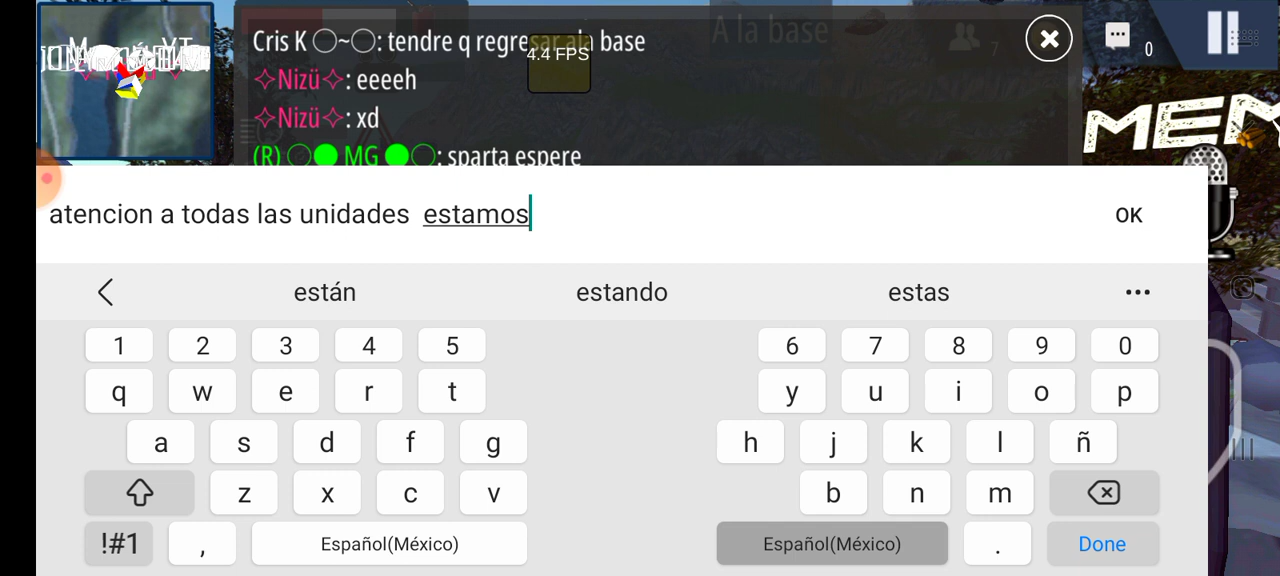 A la base
7
Cris K ○~○: tendre q regresar ala base
4.4 FPS
✧Nizü✧: eeeeh
✧Nizü✧: xd
(R) ○● MG ●○: sparta espere
0
MEM
atencion a todas las unidades estamos
OK
están estando estas
1 2 3 4 5 6 7 8 9 0
q w e r t y u i o p
a s d f g h j k l ñ
z x c v b n m
!#1 , Español(México) Español(México) . Done